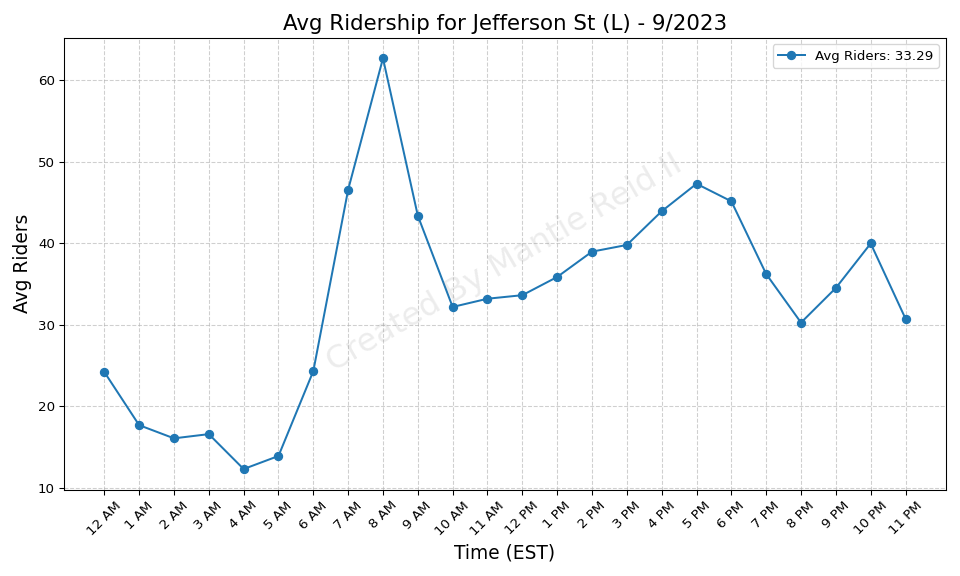 Avg Ridership for Jefferson St (L) - 9/2023
Avg Riders: 33.29
Avg Riders
60
50
40
30
20
10
Created By Mantie Reid II
12 AM
1 AM
2 AM
3 AM
4 AM
5 AM
6 AM
7 AM
8 AM
9 AM
10 AM
11 AM
12 PM
1 PM
2 PM
3 PM
4 PM
5 PM
6 PM
7 PM
8 PM
9 PM
10 PM
11 PM
Time (EST)